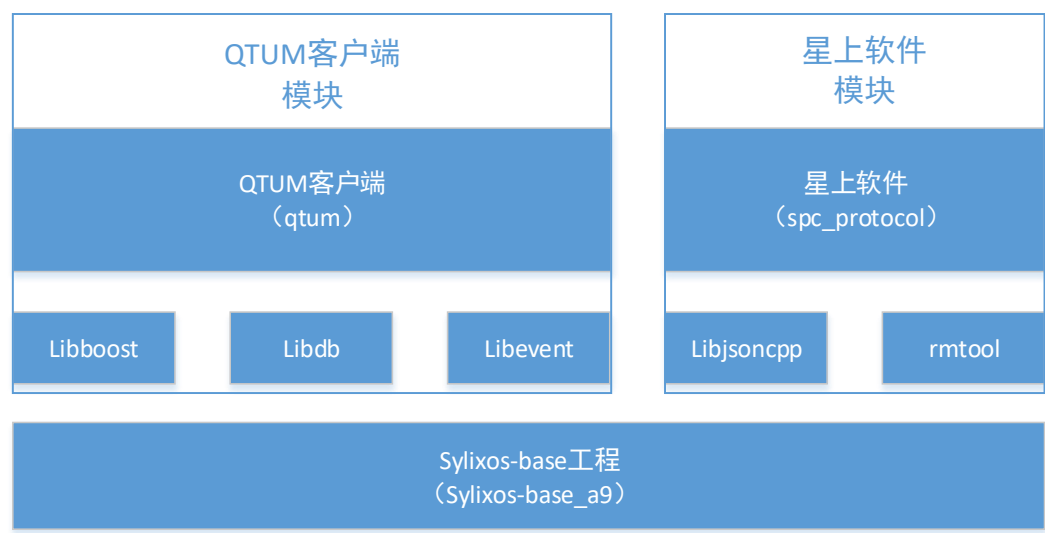 QTUM客户端
模块
QTUM客户端
（qtum）
Libboost
Libdb
Libevent
星上软件
模块
星上软件
（spc_protocol）
Libjsoncpp
rmtool
Sylixos-base工程
（Sylixos-base_a9）